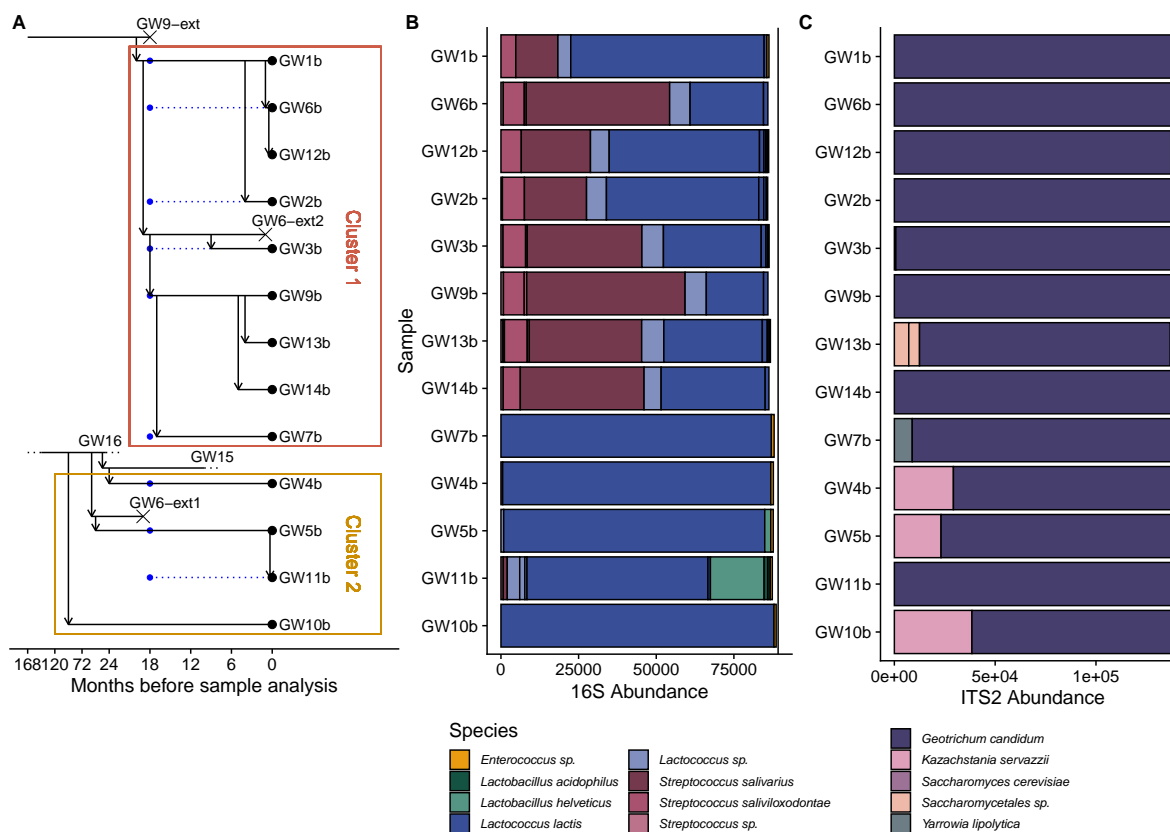 A
GW9−ext
GW1b
GW6b
GW12b
GW2b
GW6−ext2
GW3b
GW9b
GW13b
GW14b
GW7b
Cluster 1
GW16
GW15
GW4b
GW6−ext1
GW5b
GW11b
GW10b
Cluster 2
168 120 72 24 18 12 6 0
Months before sample analysis
B
Sample
GW1b
GW6b
GW12b
GW2b
GW3b
GW9b
GW13b
GW14b
GW7b
GW4b
GW5b
GW11b
GW10b
0 25000 50000 75000
16S Abundance
C
GW1b
GW6b
GW12b
GW2b
GW3b
GW9b
GW13b
GW14b
GW7b
GW4b
GW5b
GW11b
GW10b
0e+00 5e+04 1e+05
ITS2 Abundance
Species
Enterococcus sp.
Lactobacillus acidophilus
Lactobacillus helveticus
Lactococcus lactis
Lactococcus sp.
Streptococcus salivarius
Streptococcus saliviloxodontae
Streptococcus sp.
Geotrichum candidum
Kazachstania servazzii
Saccharomyces cerevisiae
Saccharomycetales sp.
Yarrowia lipolytica